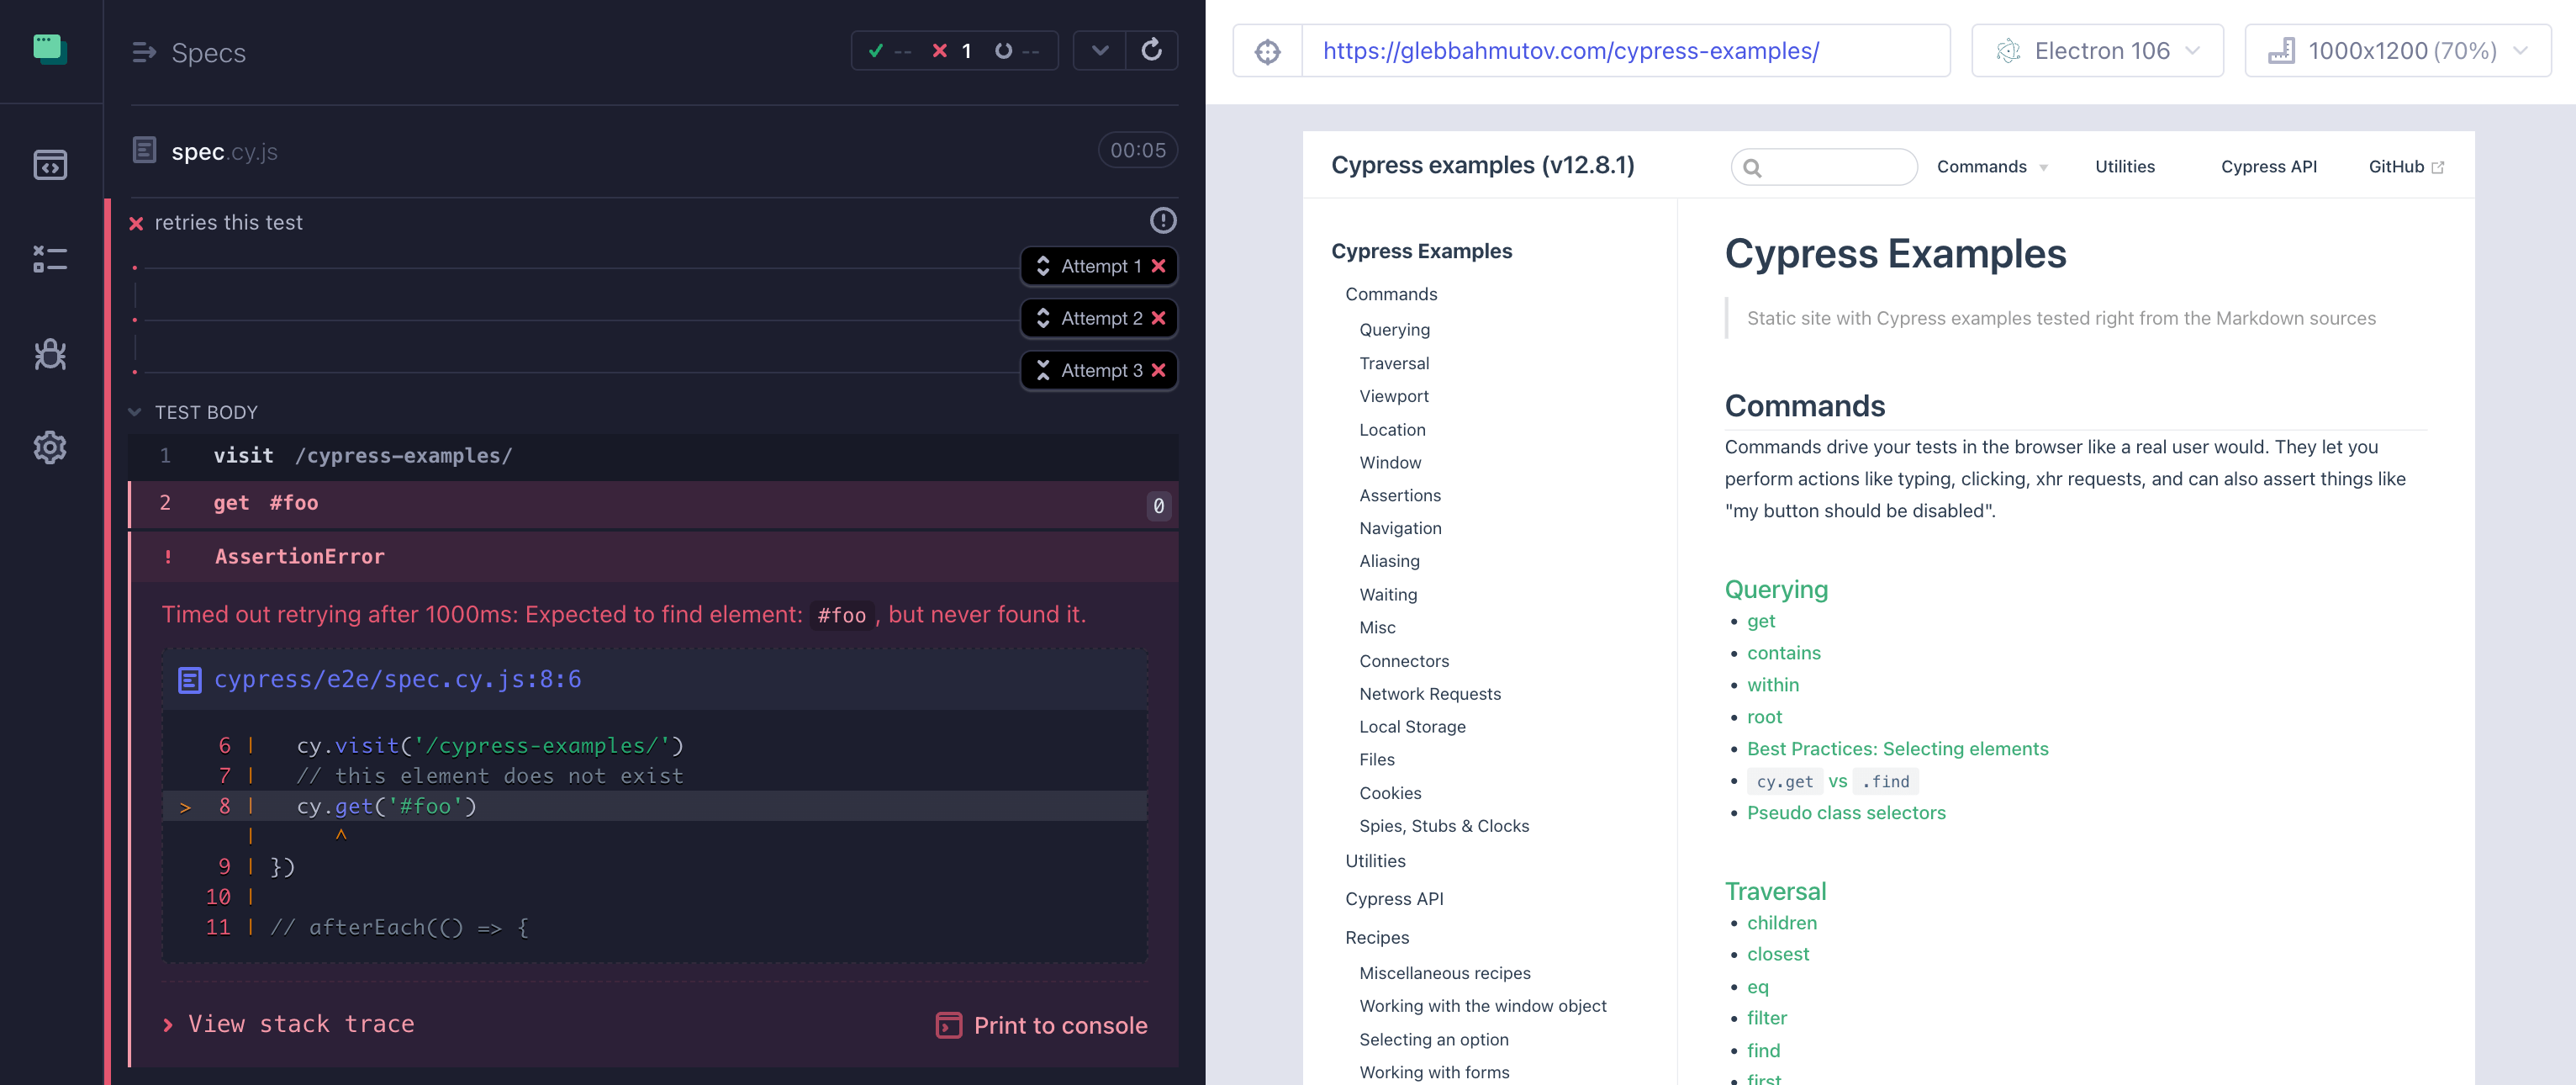 Specs
-- 1 --
spec.cy.js 00:05
retries this test
Attempt 1
Attempt 2
Attempt 3
TEST BODY
1 visit /cypress-examples/
2 get #foo 0
! AssertionError
Timed out retrying after 1000ms: Expected to find element: #foo, but never found it.
cypress/e2e/spec.cy.js:8:6
6 | cy.visit('/cypress-examples/')
7 | // this element does not exist
> 8 | cy.get('#foo')
| ^
9 | })
10 |
11 | // afterEach(() => {
View stack trace
Print to console
https://glebbahmutov.com/cypress-examples/
Electron 106
1000x1200 (70%)
Cypress examples (v12.8.1)
Commands
Utilities
Cypress API
GitHub
Cypress Examples
Commands
Querying
Traversal
Viewport
Location
Window
Assertions
Navigation
Aliasing
Waiting
Misc
Connectors
Network Requests
Local Storage
Files
Cookies
Spies, Stubs & Clocks
Utilities
Cypress API
Recipes
Miscellaneous recipes
Working with the window object
Selecting an option
Working with forms
Cypress Examples
Static site with Cypress examples tested right from the Markdown sources
Commands
Commands drive your tests in the browser like a real user would. They let you
perform actions like typing, clicking, xhr requests, and can also assert things like
"my button should be disabled".
Querying
• get
• contains
• within
• root
• Best Practices: Selecting elements
• cy.get vs .find
• Pseudo class selectors
Traversal
• children
• closest
• eq
• filter
• find
• first